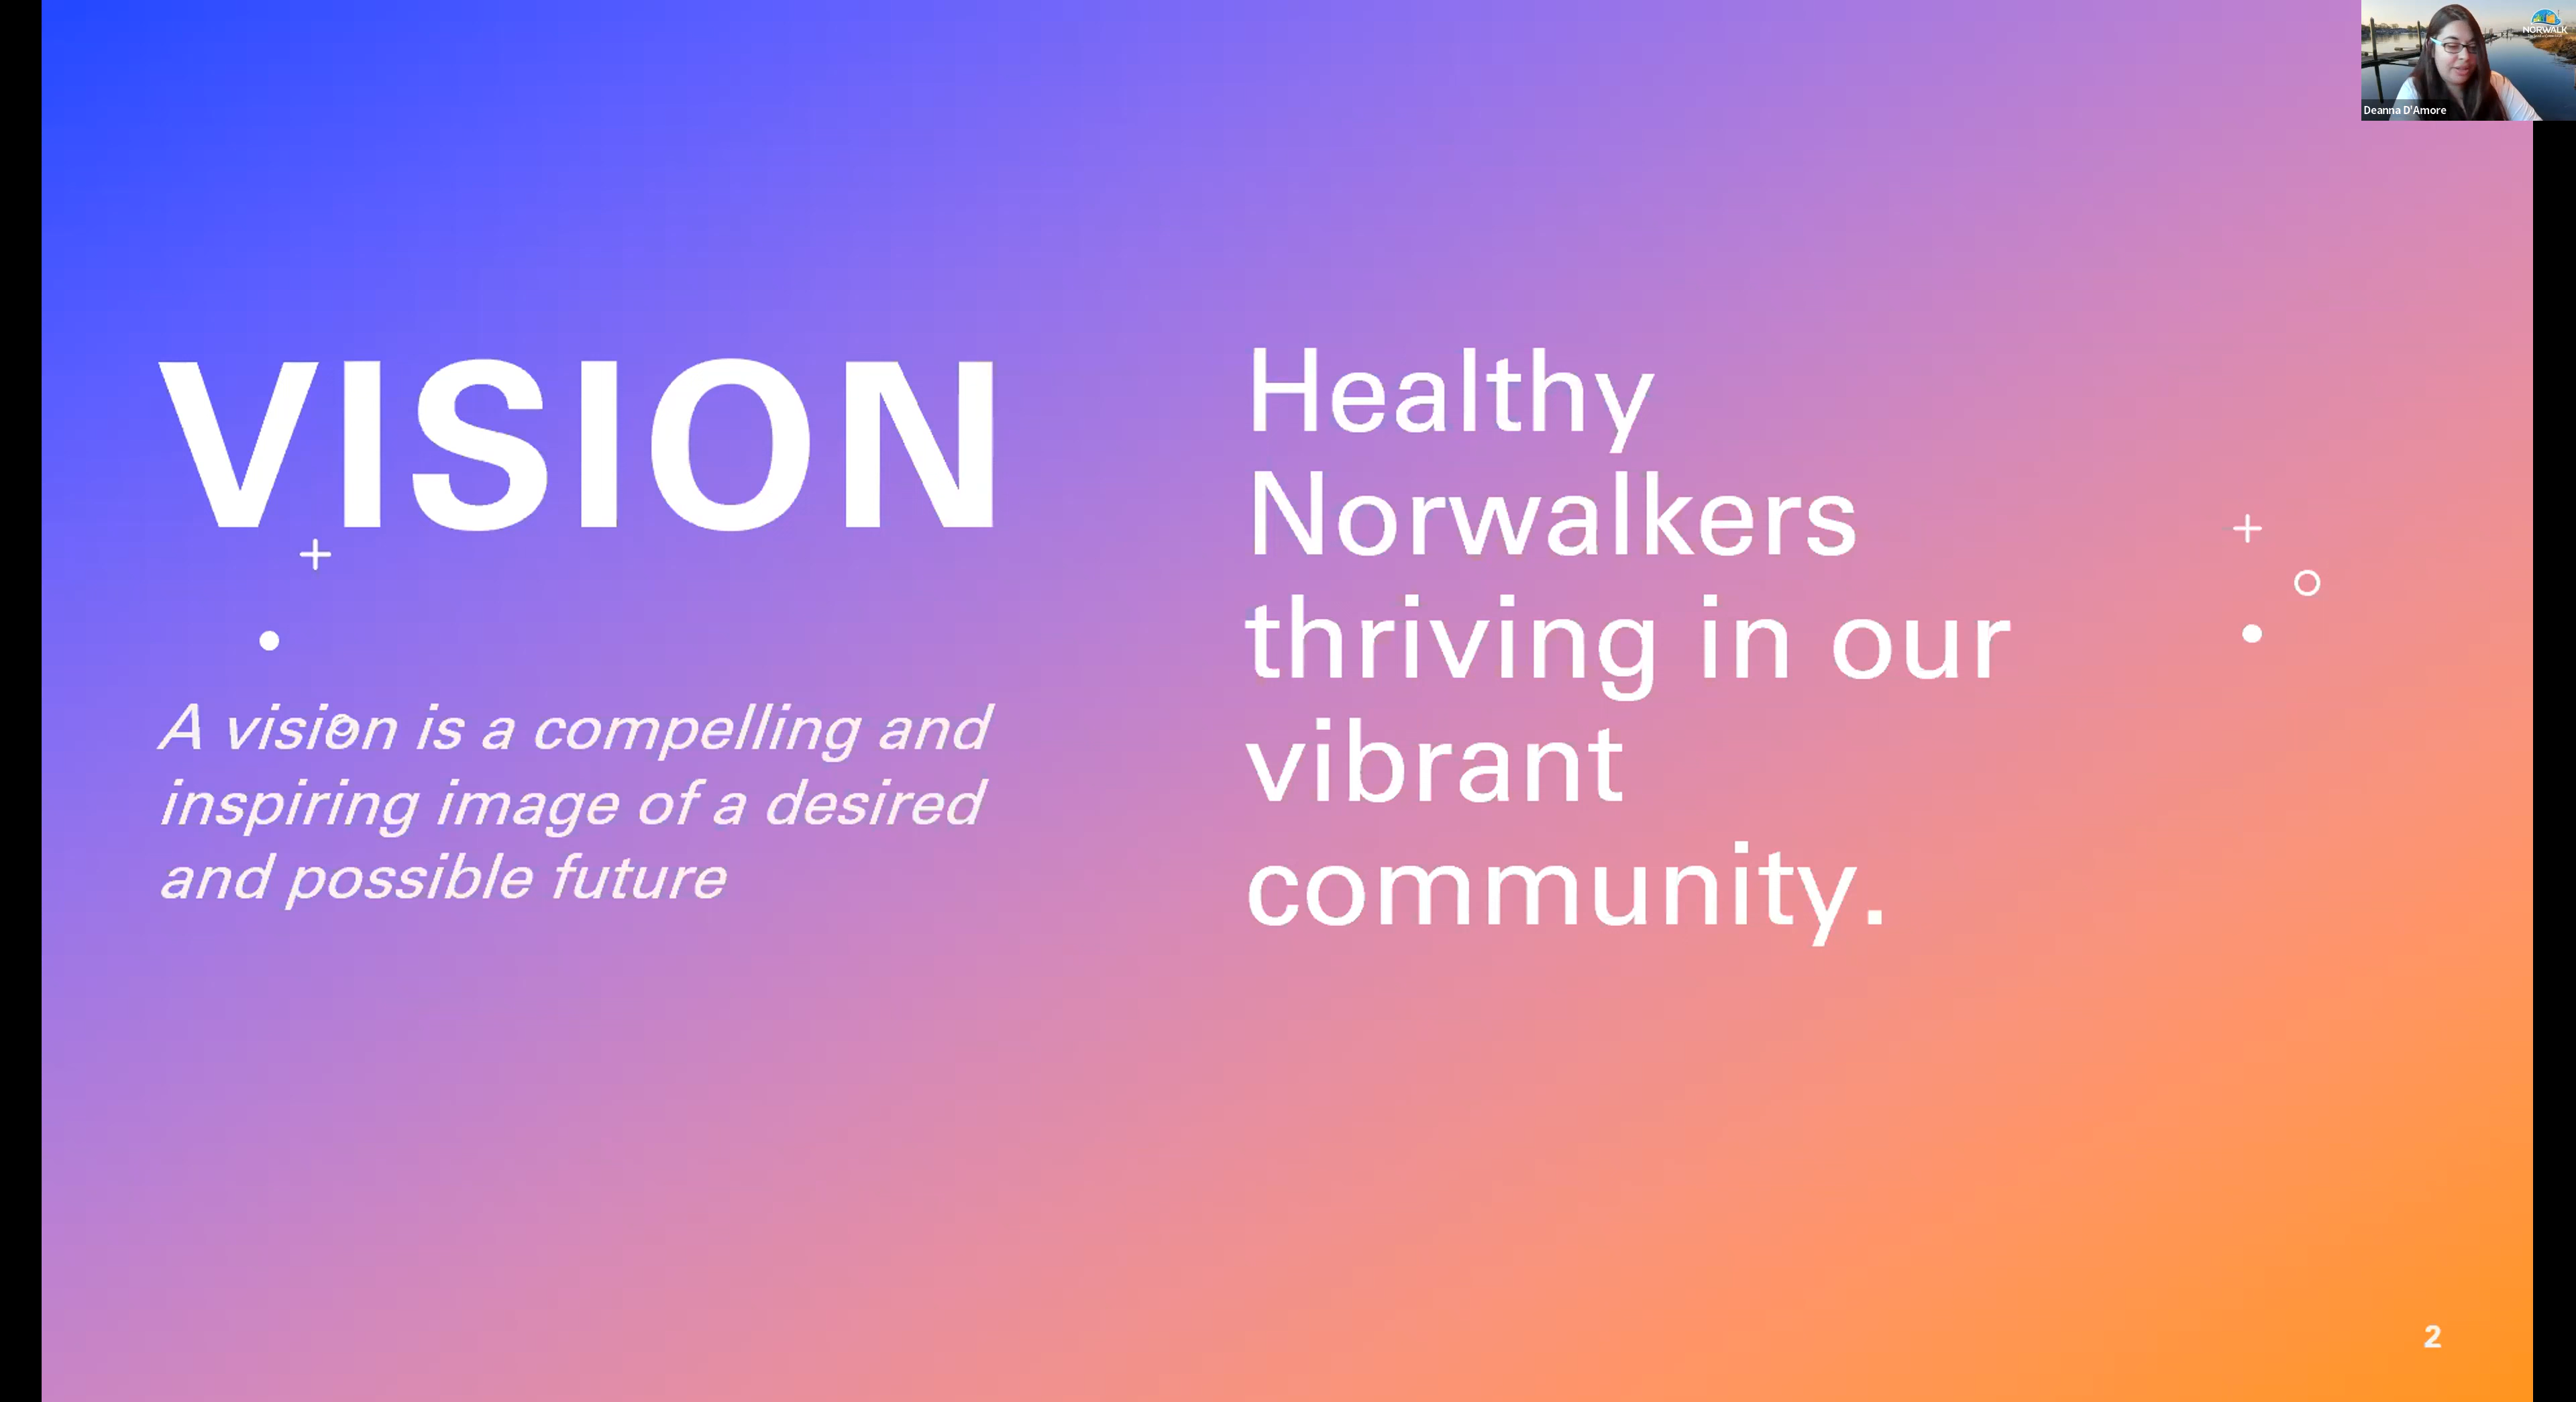 NORWALK
Deanna D'Amore
VISION
A vision is a compelling and
inspiring image of a desired
and possible future
Healthy
Norwalkers
thriving in our
vibrant
community.
2